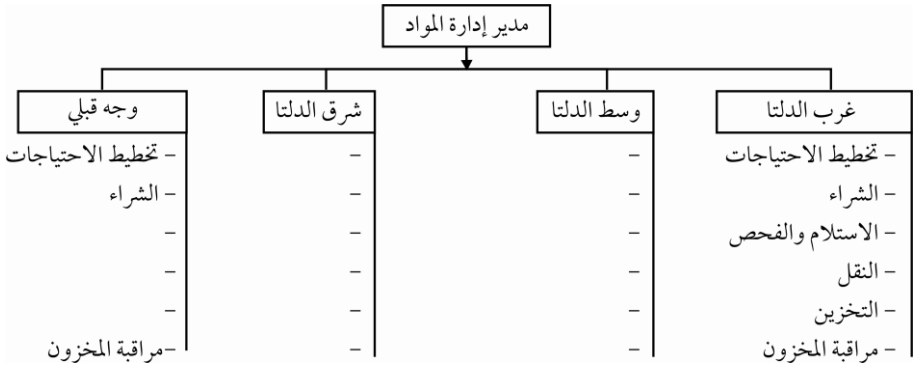 مدير إدارة المواد
غرب الدلتا
– تخطيط الاحتياجات
– الشراء
– الاستلام والفحص
– النقل
– التخزين
– مراقبة المخزون
وسط الدلتا
–
–
–
–
–
–
شرق الدلتا
–
–
–
–
–
–
وجه قبلي
– تخطيط الاحتياجات
– الشراء
–
–
–
–مراقبة المخزون